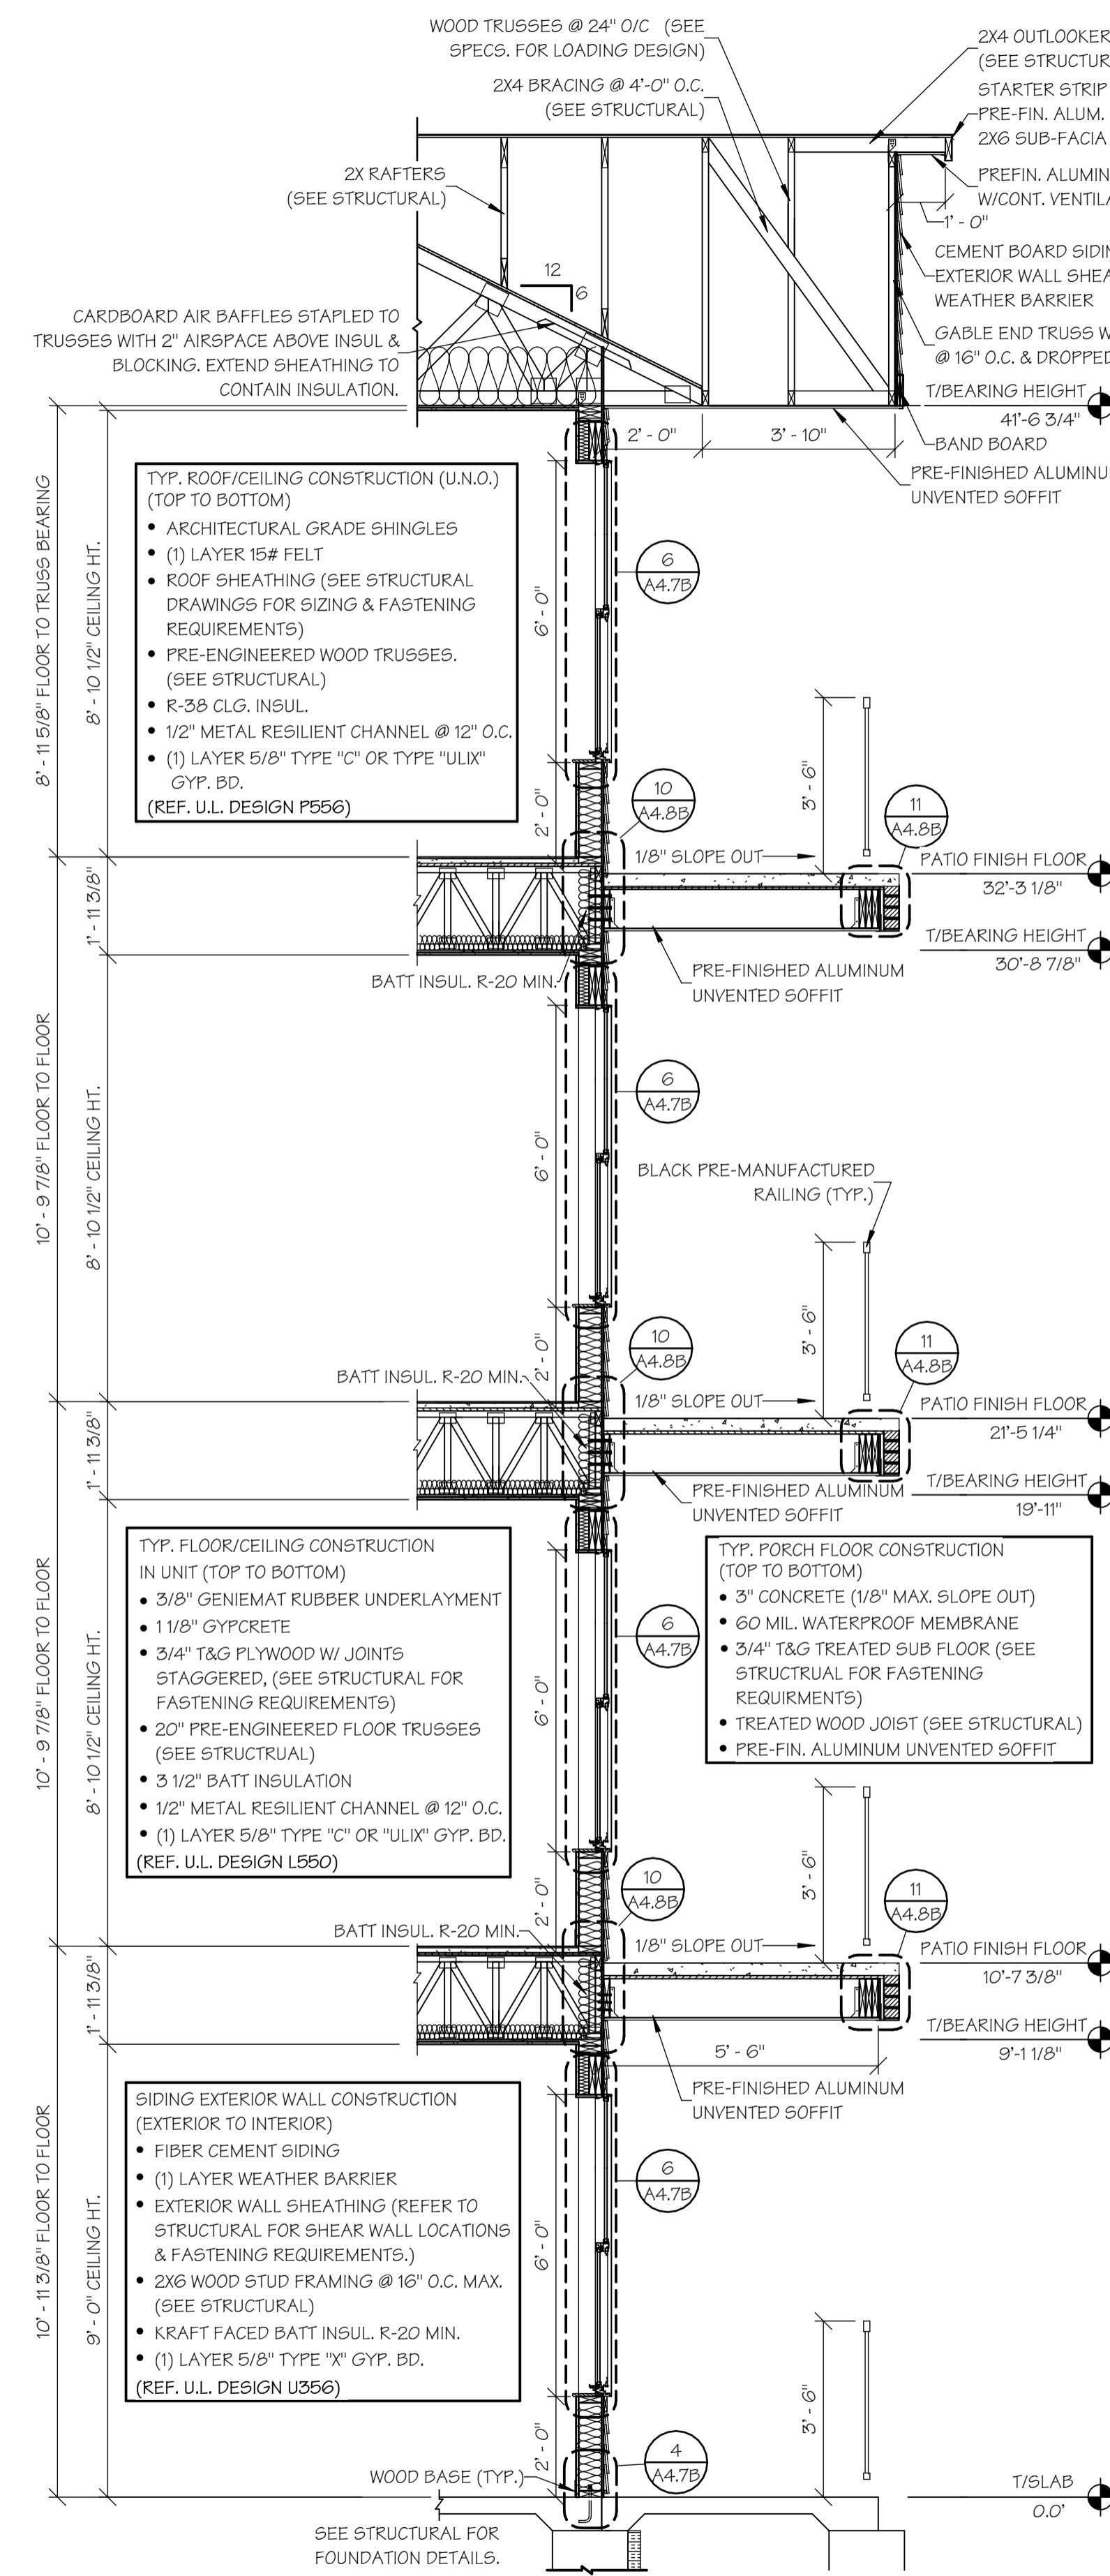 WOOD TRUSSES @ 24" O/C (SEE
SPECS. FOR LOADING DESIGN)
2X4 BRACING @ 4'-0" O.C.
(SEE STRUCTURAL)
2X4 OUTLOOKER
(SEE STRUCTUR
STARTER STRIP
PRE-FIN. ALUM.
2X6 SUB-FACIA
2X RAFTERS
(SEE STRUCTURAL)
PREFIN. ALUMIN
W/CONT. VENTILA
1' - 0"
12
6
CEMENT BOARD SIDIN
EXTERIOR WALL SHEA
WEATHER BARRIER
CARDBOARD AIR BAFFLES STAPLED TO
TRUSSES WITH 2" AIRSPACE ABOVE INSUL &
BLOCKING. EXTEND SHEATHING TO
CONTAIN INSULATION.
GABLE END TRUSS W
@ 16" O.C. & DROPPED
T/BEARING HEIGHT
41'-6 3/4"
2' - 0"
3' - 10"
BAND BOARD
PRE-FINISHED ALUMINU
UNVENTED SOFFIT
8' - 11 5/8" FLOOR TO TRUSS BEARING
8' - 10 1/2" CEILING HT.
TYP. ROOF/CEILING CONSTRUCTION (U.N.O.)
(TOP TO BOTTOM)
• ARCHITECTURAL GRADE SHINGLES
• (1) LAYER 15# FELT
• ROOF SHEATHING (SEE STRUCTURAL
DRAWINGS FOR SIZING & FASTENING
REQUIREMENTS)
• PRE-ENGINEERED WOOD TRUSSES.
(SEE STRUCTURAL)
• R-38 CLG. INSUL.
• 1/2" METAL RESILIENT CHANNEL @ 12" O.C.
• (1) LAYER 5/8" TYPE "C" OR TYPE "ULIX"
GYP. BD.
(REF. U.L. DESIGN P556)
6
A4.7B
6' - 0"
3' - 6"
10
A4.8B
11
A4.8B
2' - 0"
1/8" SLOPE OUT
PATIO FINISH FLOOR
32'-3 1/8"
1' - 11 3/8"
T/BEARING HEIGHT
30'-8 7/8"
BATT INSUL. R-20 MIN.
PRE-FINISHED ALUMINUM
UNVENTED SOFFIT
10' - 9 7/8" FLOOR TO FLOOR
8' - 10 1/2" CEILING HT.
6
A4.7B
6' - 0"
BLACK PRE-MANUFACTURED
RAILING (TYP.)
3' - 6"
10
A4.8B
11
A4.8B
2' - 0"
BATT INSUL. R-20 MIN.
1/8" SLOPE OUT
PATIO FINISH FLOOR
21'-5 1/4"
1' - 11 3/8"
PRE-FINISHED ALUMINUM
UNVENTED SOFFIT
T/BEARING HEIGHT
19'-11"
10' - 9 7/8" FLOOR TO FLOOR
8' - 10 1/2" CEILING HT.
TYP. FLOOR/CEILING CONSTRUCTION
IN UNIT (TOP TO BOTTOM)
• 3/8" GENIEMAT RUBBER UNDERLAYMENT
• 1 1/8" GYPCRETE
• 3/4" T&G PLYWOOD W/ JOINTS
STAGGERED, (SEE STRUCTURAL FOR
FASTENING REQUIREMENTS)
• 20" PRE-ENGINEERED FLOOR TRUSSES
(SEE STRUCTRUAL)
• 3 1/2" BATT INSULATION
• 1/2" METAL RESILIENT CHANNEL @ 12" O.C.
• (1) LAYER 5/8" TYPE "C" OR "ULIX" GYP. BD.
(REF. U.L. DESIGN L550)
6
A4.7B
6' - 0"
TYP. PORCH FLOOR CONSTRUCTION
(TOP TO BOTTOM)
• 3" CONCRETE (1/8" MAX. SLOPE OUT)
• 60 MIL. WATERPROOF MEMBRANE
• 3/4" T&G TREATED SUB FLOOR (SEE
STRUCTRUAL FOR FASTENING
REQUIRMENTS)
• TREATED WOOD JOIST (SEE STRUCTURAL)
• PRE-FIN. ALUMINUM UNVENTED SOFFIT
3' - 6"
10
A4.8B
11
A4.8B
2' - 0"
BATT INSUL. R-20 MIN.
1/8" SLOPE OUT
PATIO FINISH FLOOR
10'-7 3/8"
1' - 11 3/8"
T/BEARING HEIGHT
9'-1 1/8"
5' - 6"
PRE-FINISHED ALUMINUM
UNVENTED SOFFIT
10' - 11 3/8" FLOOR TO FLOOR
9' - 0" CEILING HT.
SIDING EXTERIOR WALL CONSTRUCTION
(EXTERIOR TO INTERIOR)
• FIBER CEMENT SIDING
• (1) LAYER WEATHER BARRIER
• EXTERIOR WALL SHEATHING (REFER TO
STRUCTURAL FOR SHEAR WALL LOCATIONS
& FASTENING REQUIREMENTS.)
• 2X6 WOOD STUD FRAMING @ 16" O.C. MAX.
(SEE STRUCTURAL)
• KRAFT FACED BATT INSUL. R-20 MIN.
• (1) LAYER 5/8" TYPE "X" GYP. BD.
(REF. U.L. DESIGN U356)
6
A4.7B
6' - 0"
3' - 6"
2' - 0"
4
A4.7B
WOOD BASE (TYP.)
T/SLAB
0.0'
SEE STRUCTURAL FOR
FOUNDATION DETAILS.